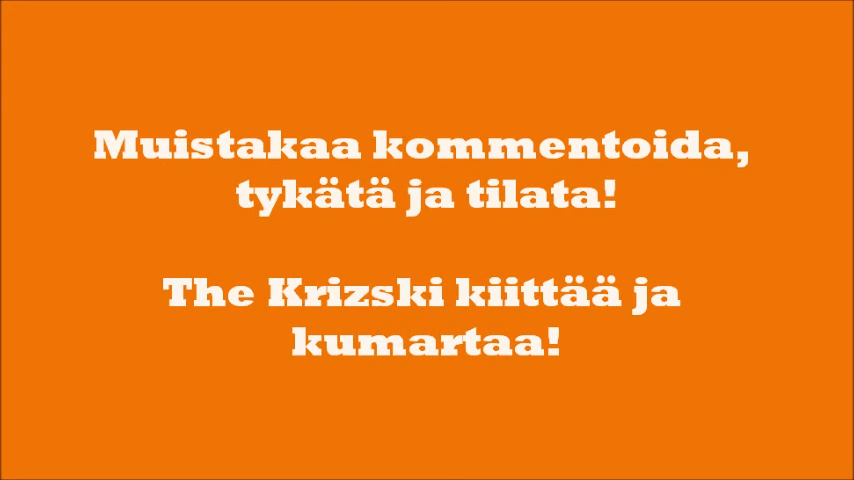 Muistakaa kommentoida,
tykätä ja tilata!
The Krizski kiittää ja
kumartaa!